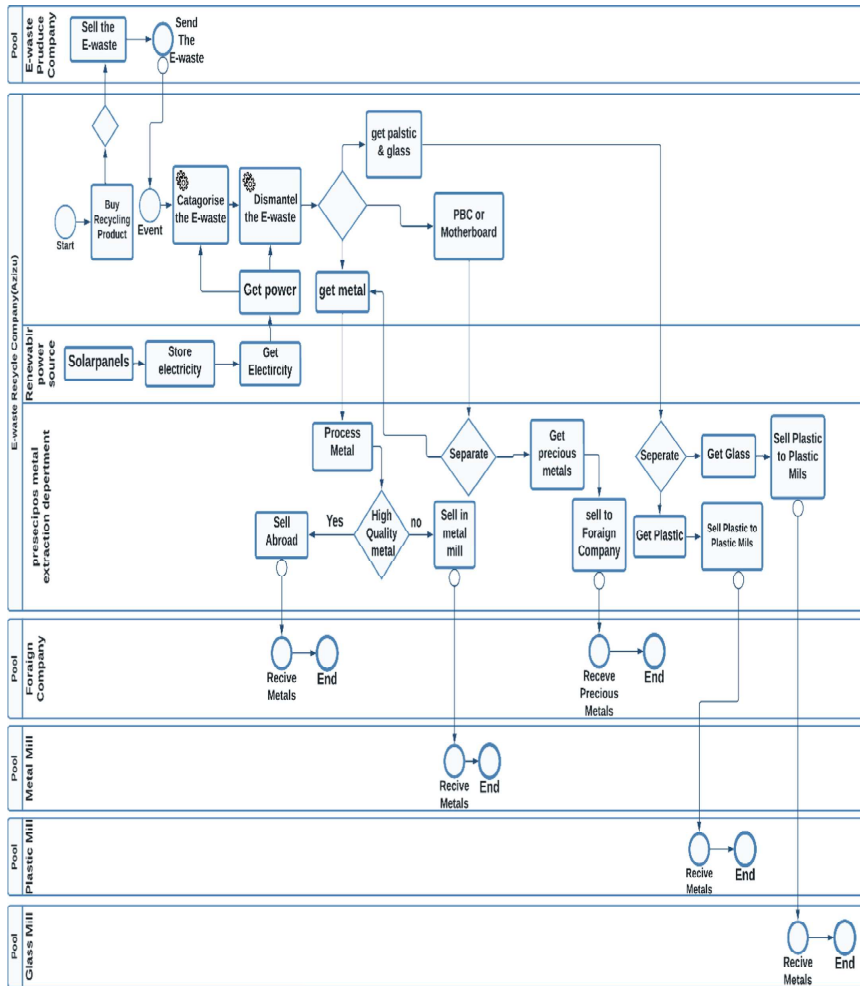 Pool
E-waste
Pruduce
Company
Sell the
E-waste
Send
The
E-waste
E-waste Recycle Company(Azizu)
Start
Buy
Recycling
Product
Event
Catagorise
the E-waste
Dismantel
the E-waste
get palstic
& glass
PBC or
Motherboard
Get power
get metal
Renewabir
power
source
Solarpanels
Store
electricity
Get
Electircity
presecipos metal
extraction depertment
Process
Metal
High
Quality
metal
Yes
no
Sell
Abroad
Sell in
metal
mill
Separate
Get
precious
metals
sell to
Foraign
Company
Seperate
Get Glass
Sell Plastic
to Plastic
Mils
Get Plastic
Sell Plastic to
Plastic Mils
Pool
Foraign
Company
Recive
Metals
End
Receve
Precious
Metals
End
Pool
Metal Mill
Recive
Metals
End
Pool
Plastic Mill
Recive
Metals
End
Pool
Glass Mill
Recive
Metals
End